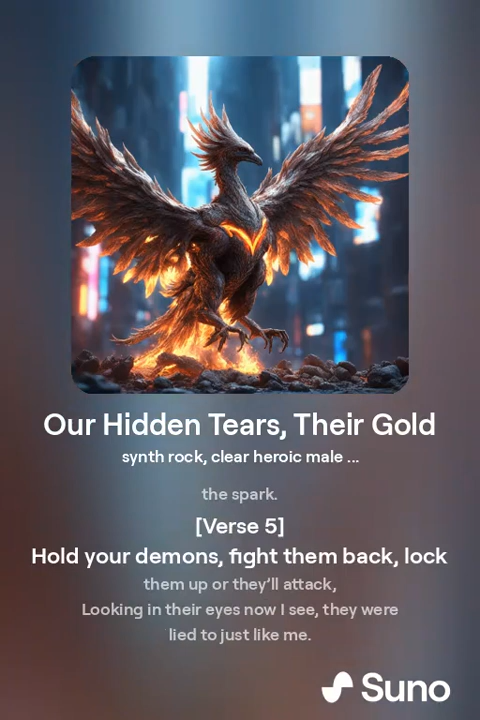 Our Hidden Tears, Their Gold
synth rock, clear heroic male ...
the spark.
[Verse 5]
Hold your demons, fight them back, lock
them up or they’ll attack,
Looking in their eyes now I see, they were
lied to just like me.
Suno